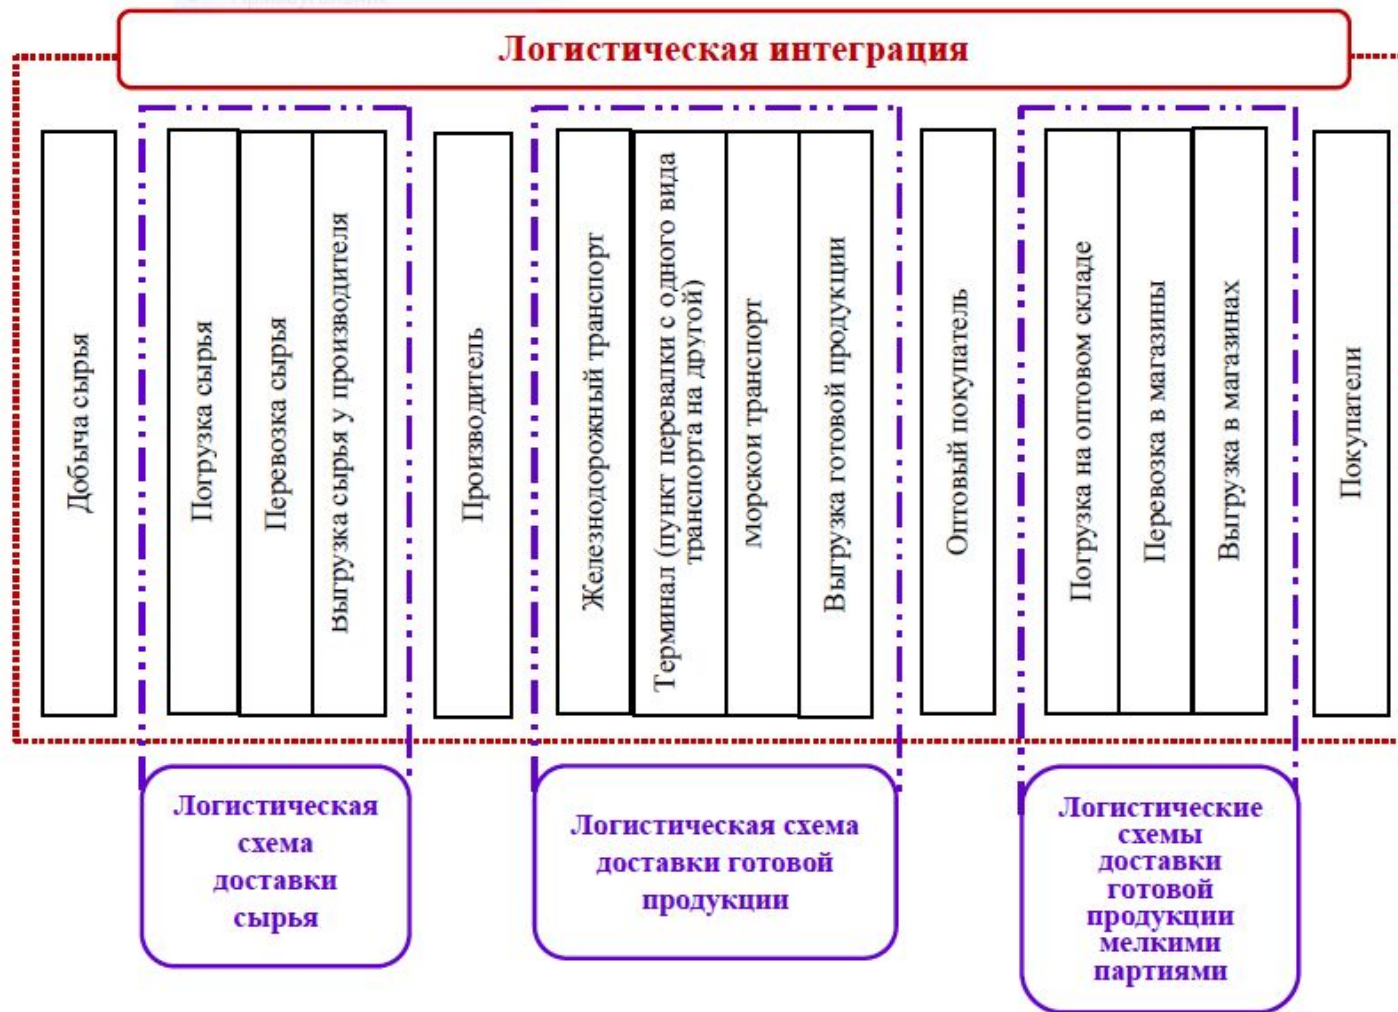 Логистическая интеграция
Добыча сырья
Погрузка сырья
Перевозка сырья
Выгрузка сырья у производителя
Производитель
Железнодорожный транспорт
Терминал (пункт перевалки с одного вида
транспорта на другой)
Морской транспорт
Выгрузка готовой продукции
Оптовый покупатель
Погрузка на оптовом складе
Перевозка в магазины
Выгрузка в магазинах
Покупатели
Логистическая
схема
доставки
сырья
Логистическая схема
доставки готовой
продукции
Логистические
схемы
доставки
готовой
продукции
мелкими
партиями